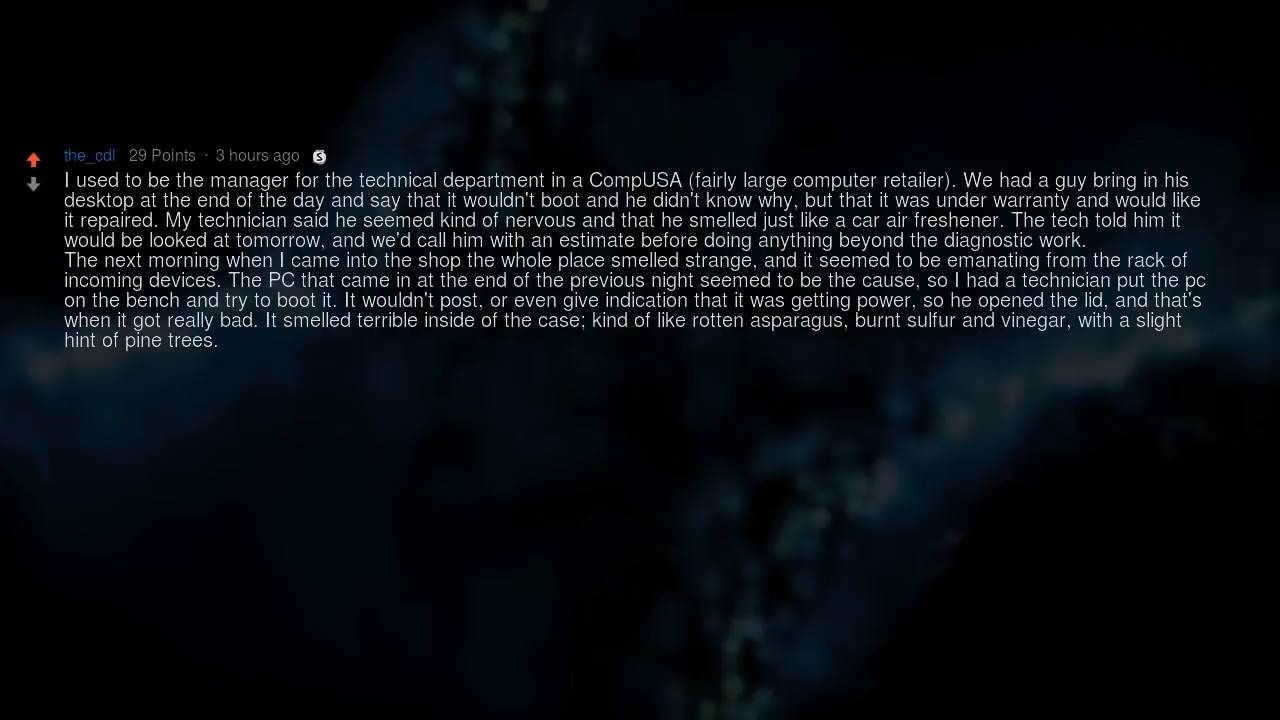 the_cdl 29 Points · 3 hours ago S
I used to be the manager for the technical department in a CompUSA (fairly large computer retailer). We had a guy bring in his
desktop at the end of the day and say that it wouldn't boot and he didn't know why, but that it was under warranty and would like
it repaired. My technician said he seemed kind of nervous and that he smelled just like a car air freshener. The tech told him it
would be looked at tomorrow, and we'd call him with an estimate before doing anything beyond the diagnostic work.
The next morning when I came into the shop the whole place smelled strange, and it seemed to be emanating from the rack of
incoming devices. The PC that came in at the end of the previous night seemed to be the cause, so I had a technician put the pc
on the bench and try to boot it. It wouldn't post, or even give indication that it was getting power, so he opened the lid, and that's
when it got really bad. It smelled terrible inside of the case; kind of like rotten asparagus, burnt sulfur and vinegar, with a slight
hint of pine trees.